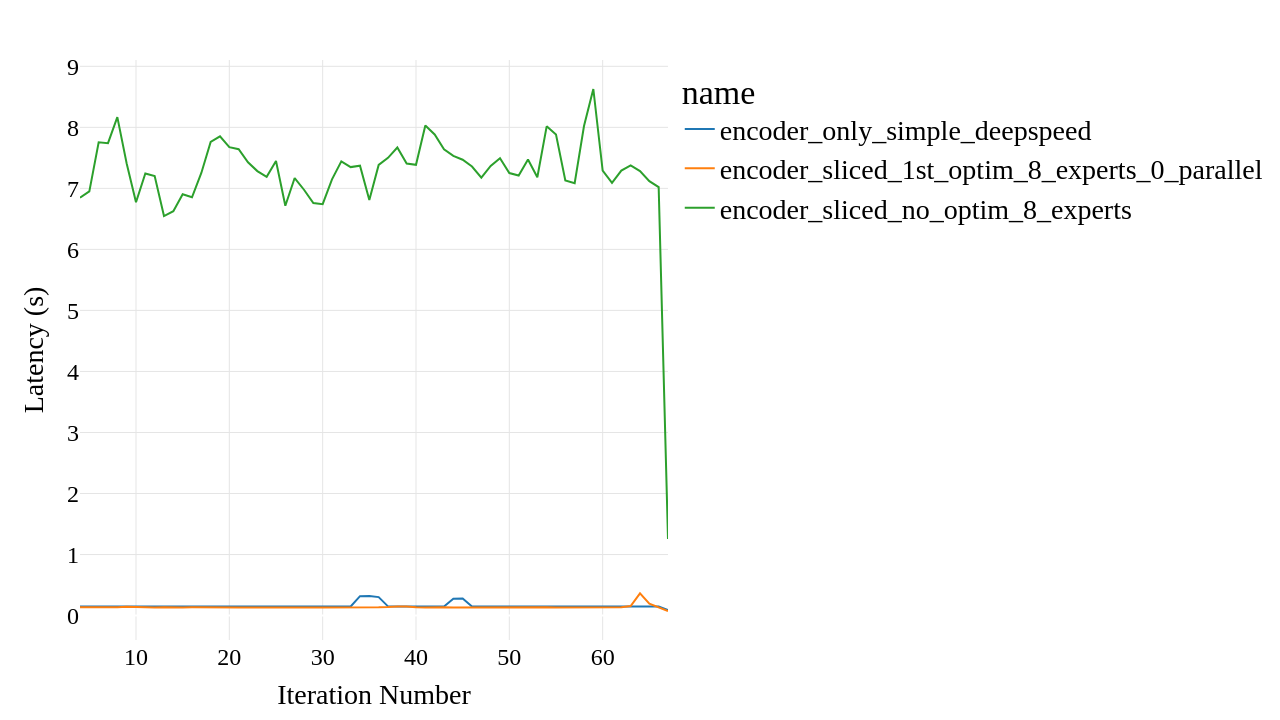 9
8
7
6
5
4
3
2
1
0
Latency (s)
10 20 30 40 50 60
Iteration Number
name
encoder_only_simple_deepspeed
encoder_sliced_1st_optim_8_experts_0_parallel
encoder_sliced_no_optim_8_experts